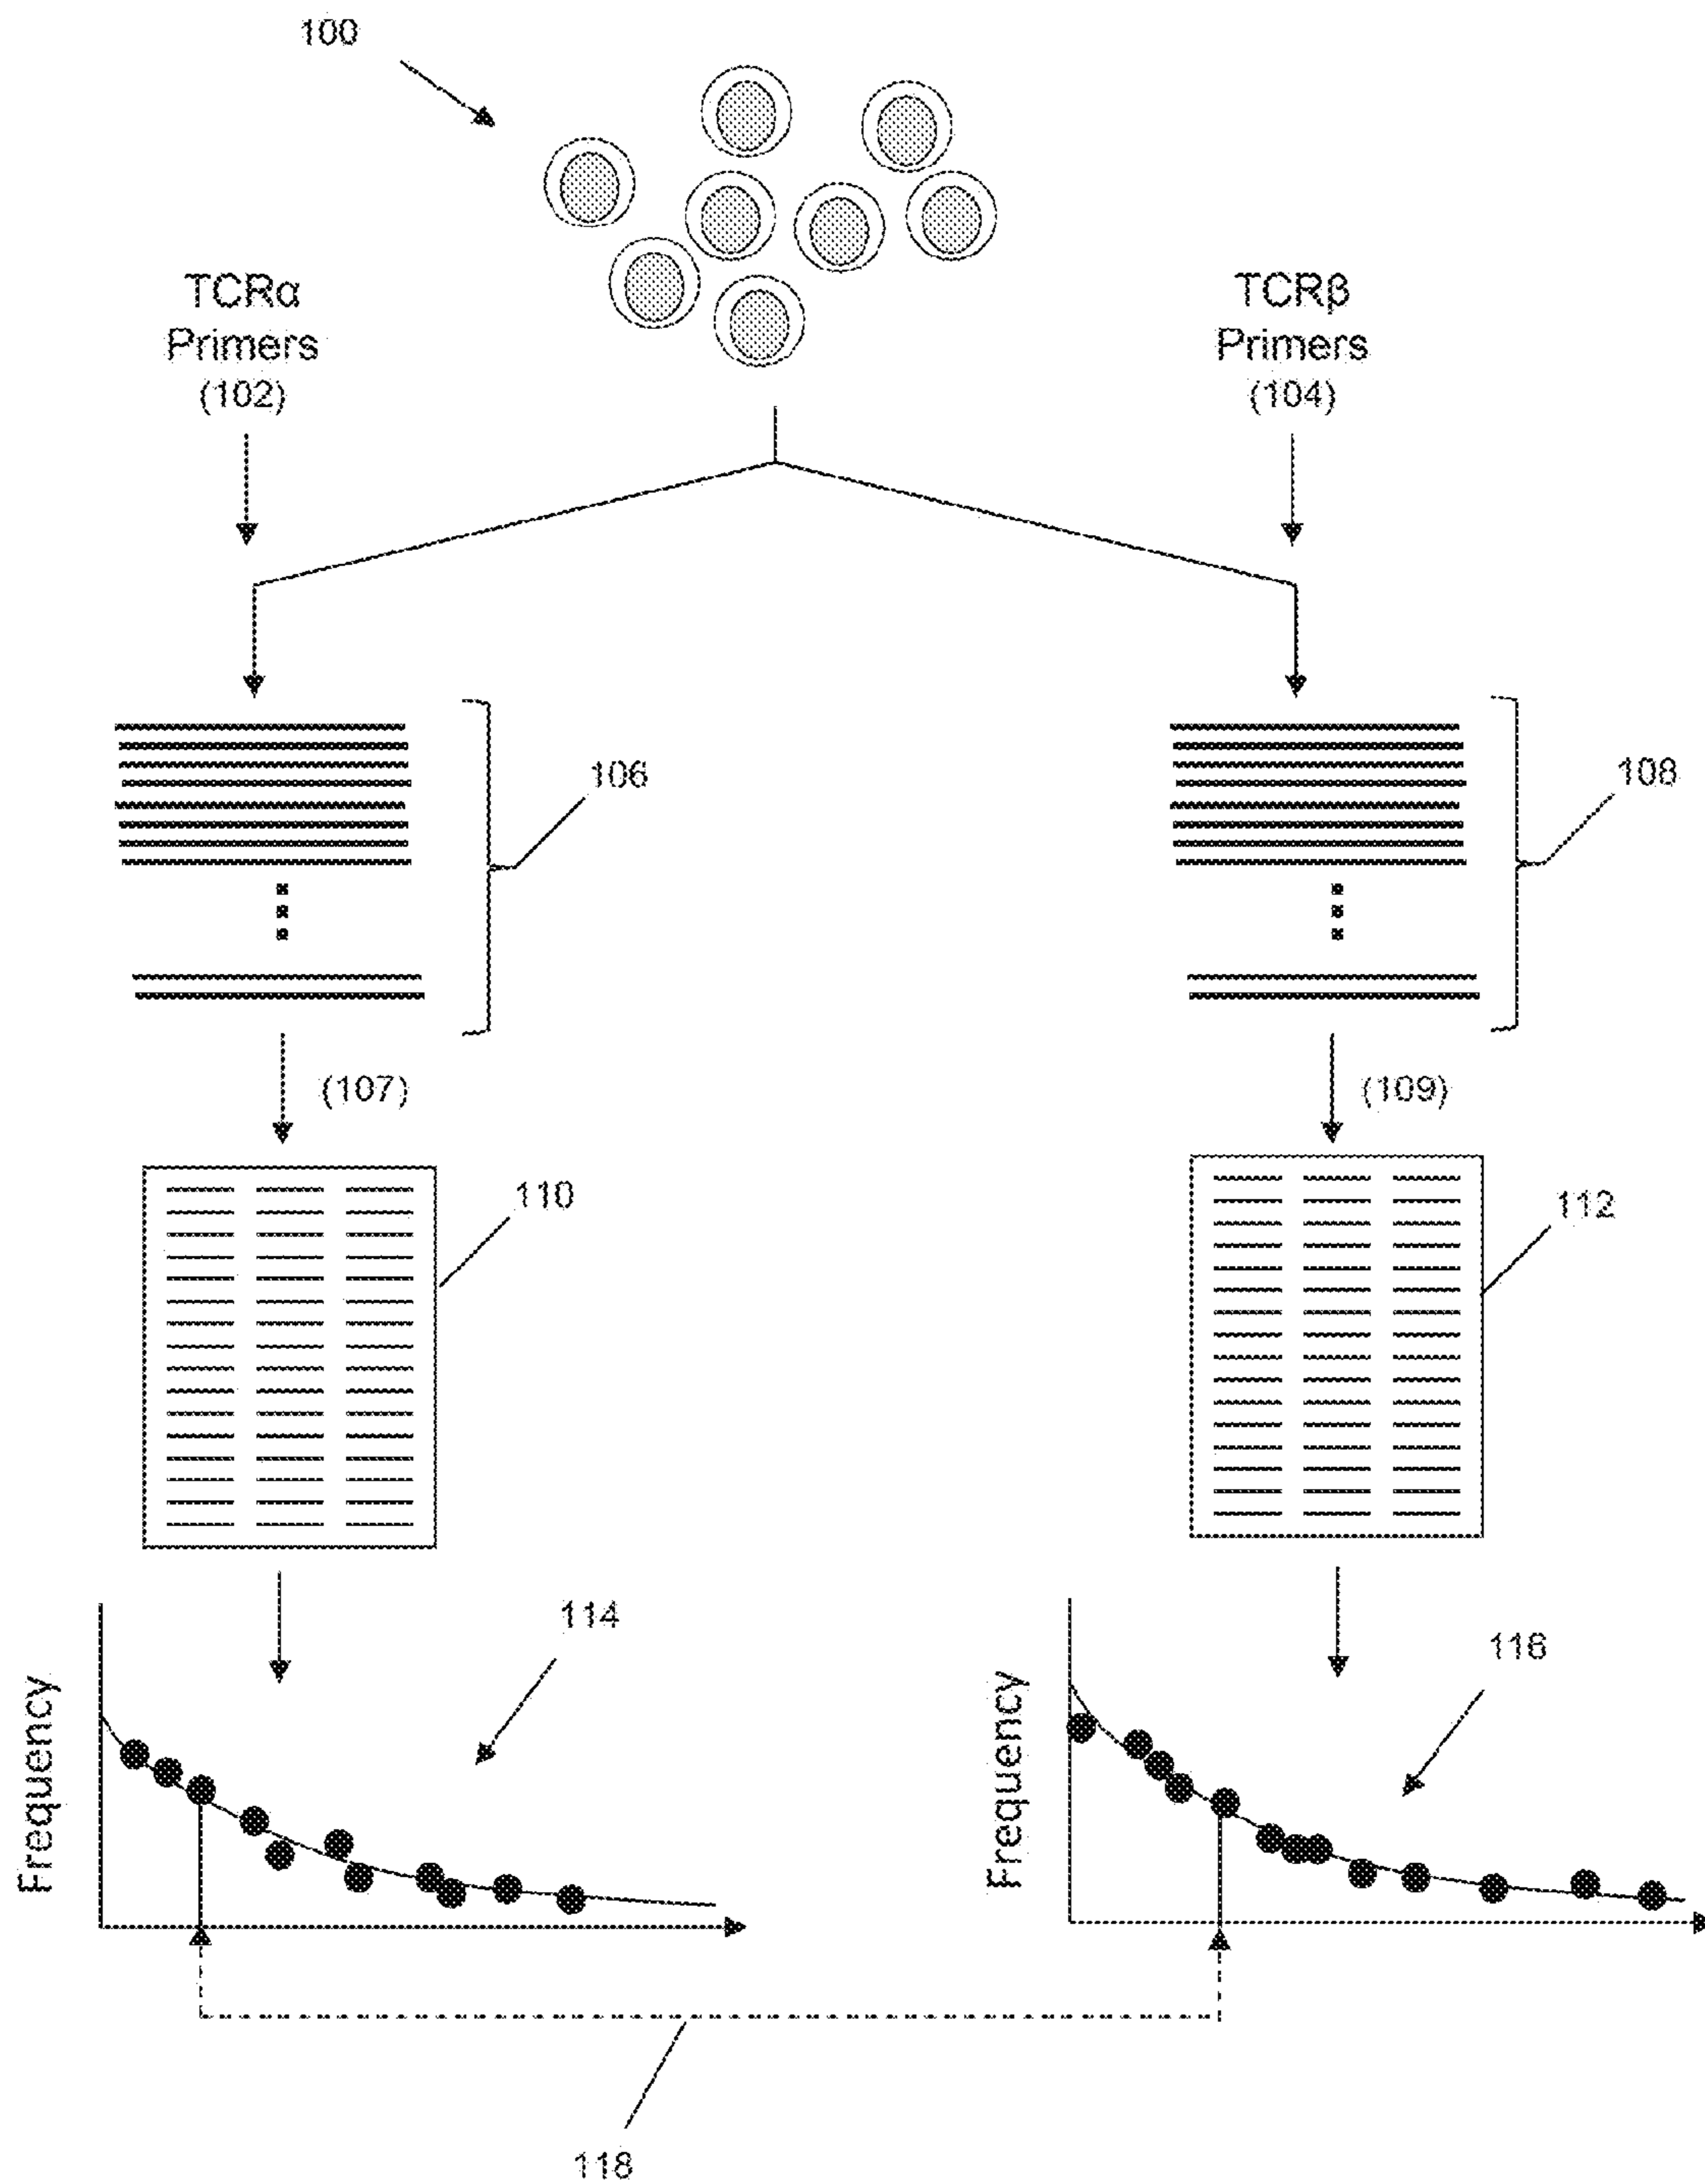 100
TCRα
Primers
(102)
TCRβ
Primers
(104)
106
108
(107)
(109)
110
112
114
116
Frequency
Frequency
118